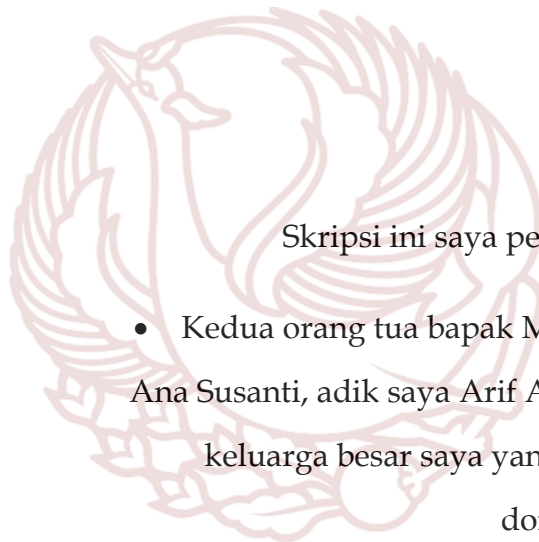 Skripsi ini saya pe
• Kedua orang tua bapak M
Ana Susanti, adik saya Arif A
keluarga besar saya yan
do